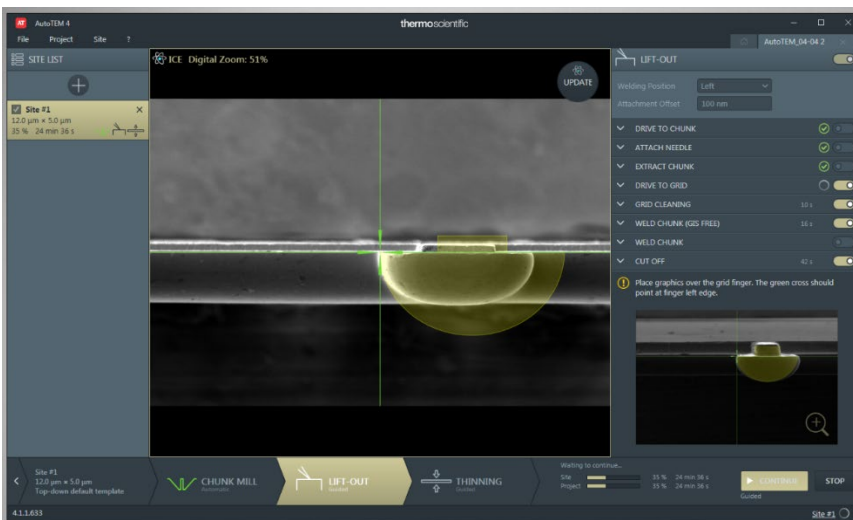 AutoTEM 4
thermoscientific
File Project Site ?
AutoTEM_04-04 2
SITE LIST
Site #1
12.0 µm × 5.0 µm
35 % 24 min 36 s
ICE Digital Zoom: 51%
UPDATE
LIFT-OUT
Welding Position Left
Attachment Offset 100 nm
DRIVE TO CHUNK
ATTACH NEEDLE
EXTRACT CHUNK
DRIVE TO GRID
GRID CLEANING 10 s
WELD CHUNK (GIS FREE) 16 s
WELD CHUNK
CUT OFF 42 s
Place graphics over the grid finger. The green cross should
point at finger left edge.
Site #1
12.0 µm × 5.0 µm
Top-down default template
CHUNK MILL
Automatic
LIFT-OUT
Guided
THINNING
Guided
Waiting to continue...
Site 35 % 24 min 36 s
Project 35 % 24 min 36 s
CONTINUE
Guided
STOP
4.1.1.633
Site #1